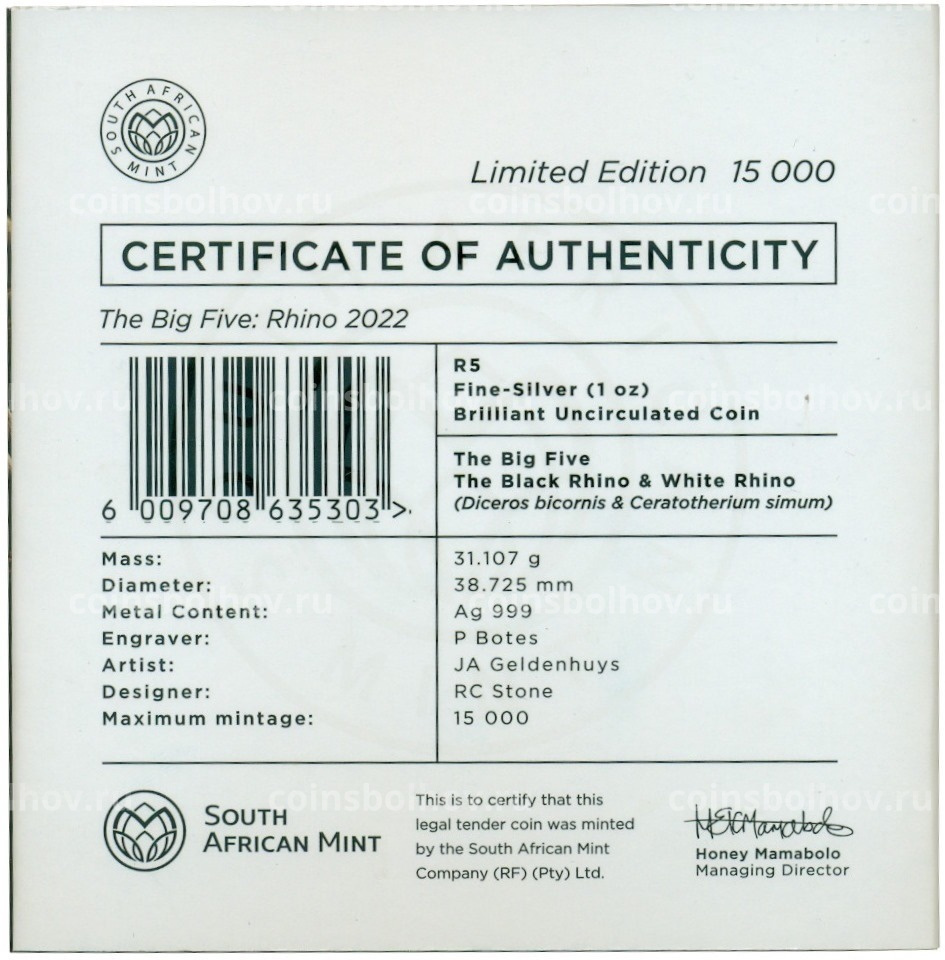 SOUTH AFRICAN MINT
Limited Edition 15 000
CERTIFICATE OF AUTHENTICITY
The Big Five: Rhino 2022
R5
Fine-Silver (1 oz)
Brilliant Uncirculated Coin
The Big Five
The Black Rhino & White Rhino
(Diceros bicornis & Ceratotherium simum)
6 009708 635303 >
Mass: 31.107 g
Diameter: 38.725 mm
Metal Content: Ag 999
Engraver: P Botes
Artist: JA Geldenhuys
Designer: RC Stone
Maximum mintage: 15 000
SOUTH
AFRICAN MINT
This is to certify that this
legal tender coin was minted
by the South African Mint
Company (RF) (Pty) Ltd.
Honey Mamabolo
Managing Director
coinsbolhov.ru